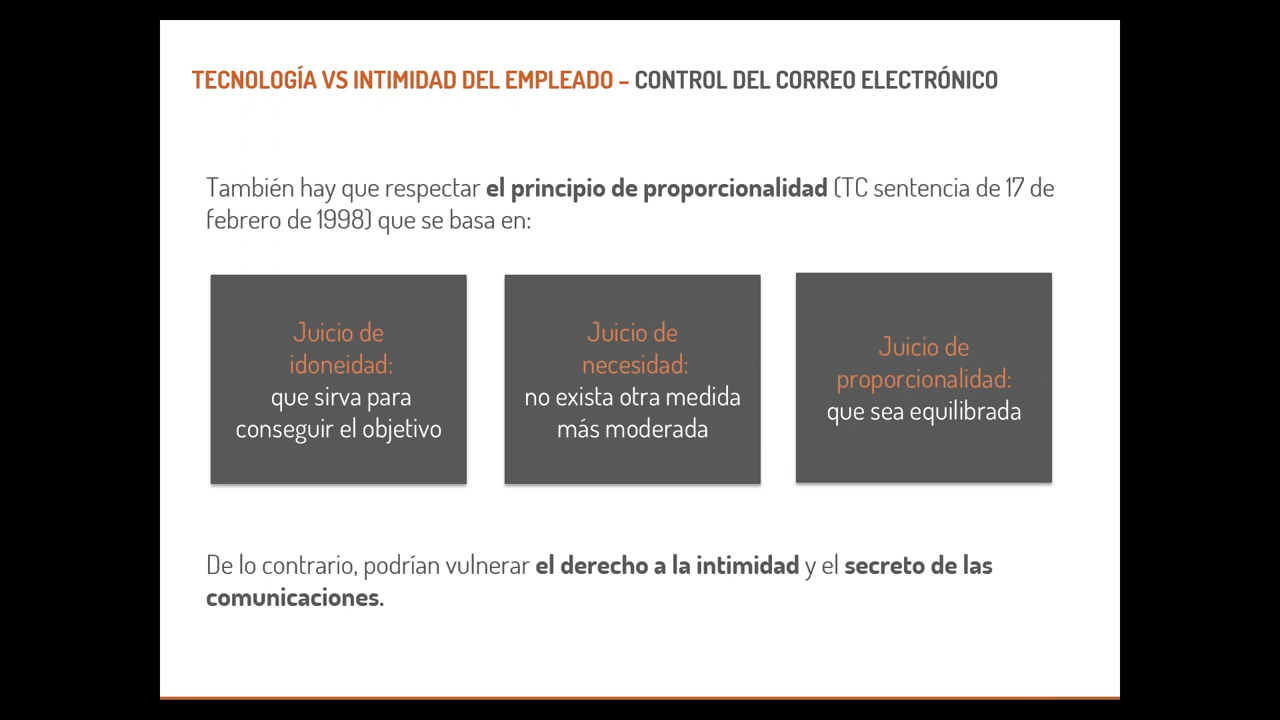 TECNOLOGÍA VS INTIMIDAD DEL EMPLEADO – CONTROL DEL CORREO ELECTRÓNICO
También hay que respectar el principio de proporcionalidad (TC sentencia de 17 de
febrero de 1998) que se basa en:
Juicio de
idoneidad:
que sirva para
conseguir el objetivo
Juicio de
necesidad:
no exista otra medida
más moderada
Juicio de
proporcionalidad:
que sea equilibrada
De lo contrario, podrían vulnerar el derecho a la intimidad y el secreto de las
comunicaciones.